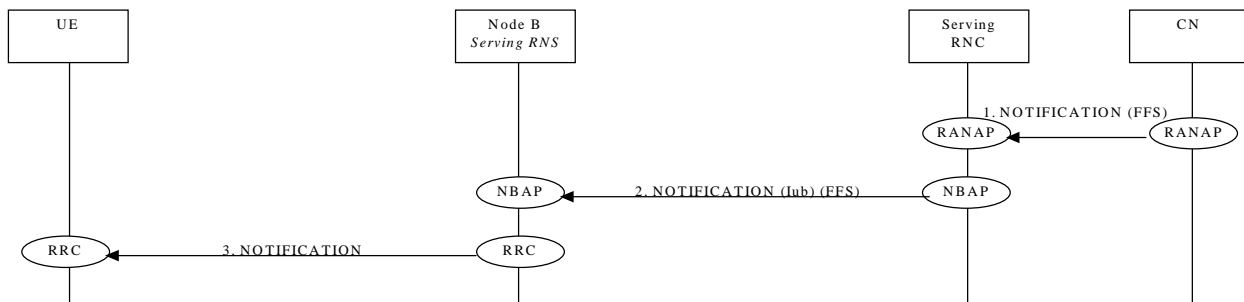 UE
Node B
Serving RNS
Serving
RNC
CN
1. NOTIFICATION (FFS)
RANAP
RANAP
NBAP
2. NOTIFICATION (Iub) (FFS)
NBAP
RRC
3. NOTIFICATION
RRC